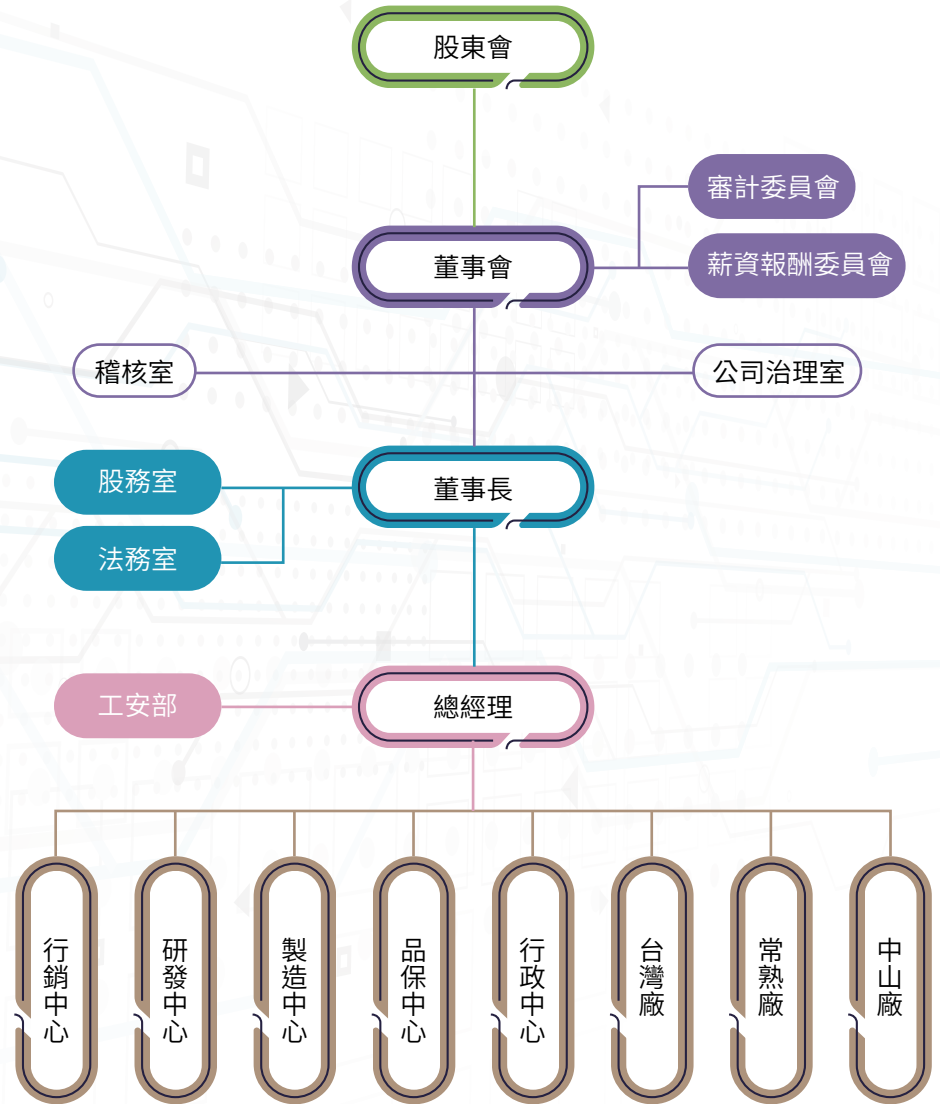 股東會
審計委員會
董事會
薪資報酬委員會
稽核室
公司治理室
股務室
董事長
法務室
工安部
總經理
行銷中心
研發中心
製造中心
品保中心
行政中心
台灣廠
常熟廠
中山廠